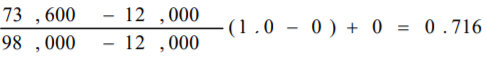 73 ,600 – 12 ,000
98 ,000 – 12 ,000
(1 .0 – 0 ) + 0 = 0 .716